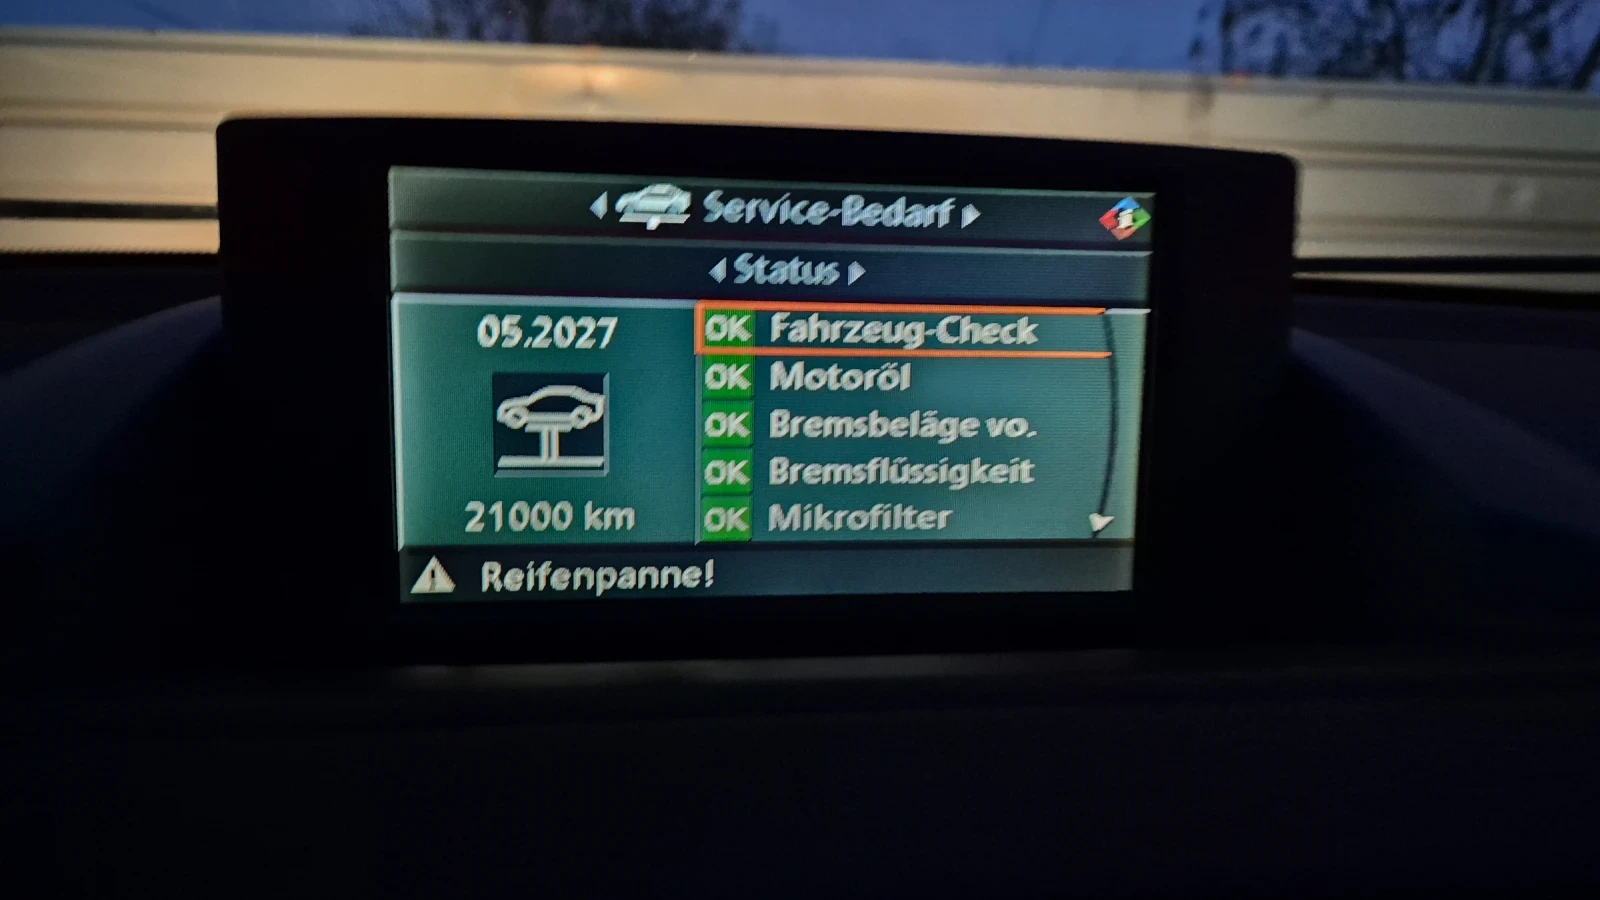 Service-Bedarf
Status
05.2027
21000 km
OK Fahrzeug-Check
OK Motoröl
OK Bremsbeläge vo.
OK Bremsflüssigkeit
OK Mikrofilter
Reifenpanne!